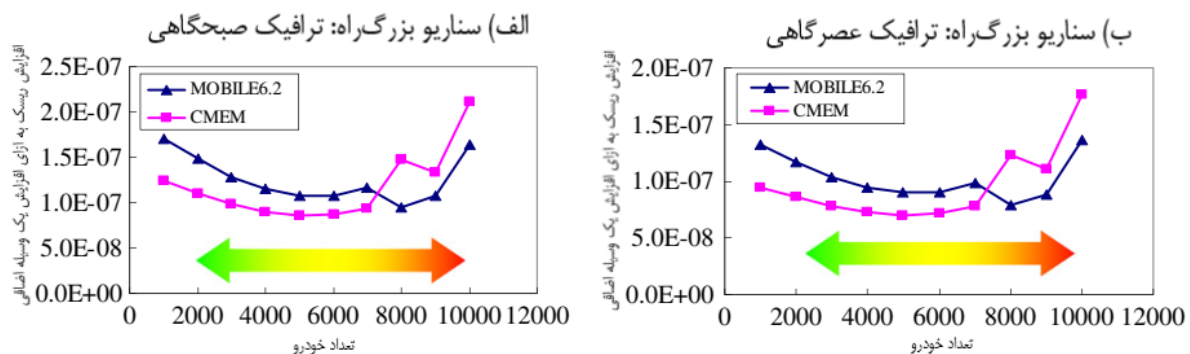 الف) سناریو بزرگ‌راه: ترافیک صبحگاهی
افزایش ریسک به ازای افزایش یک وسیله اضافی
2.5E-07
2.0E-07
1.5E-07
1.0E-07
5.0E-08
0.0E+00
MOBILE6.2
CMEM
0 2000 4000 6000 8000 10000 12000
تعداد خودرو
ب) سناریو بزرگ‌راه: ترافیک عصرگاهی
افزایش ریسک به ازای افزایش یک وسیله اضافی
2.0E-07
1.5E-07
1.0E-07
5.0E-08
0.0E+00
MOBILE6.2
CMEM
0 2000 4000 6000 8000 10000 12000
تعداد خودرو